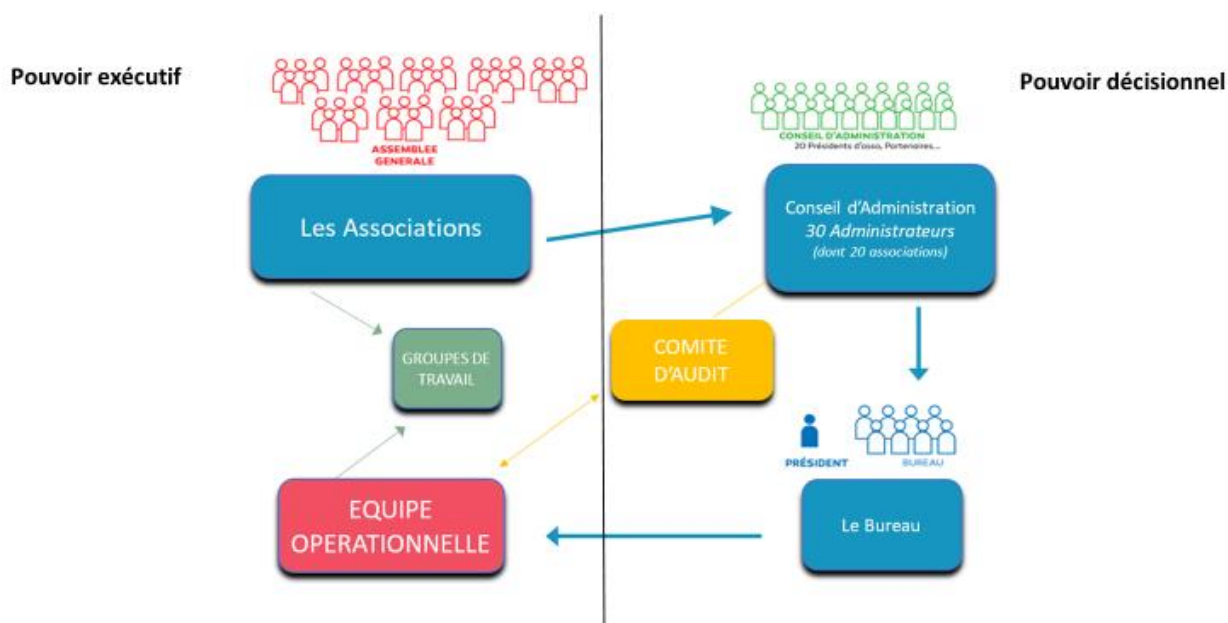 Pouvoir exécutif
Pouvoir décisionnel
ASSEMBLEE
GENERALE
Les Associations
CONSEIL D'ADMINISTRATION
20 Présidents d'asso, Partenaires...
Conseil d'Administration
30 Administrateurs
(dont 20 associations)
GROUPES DE
TRAVAIL
COMITE
D'AUDIT
PRÉSIDENT
BUREAU
EQUIPE
OPERATIONNELLE
Le Bureau